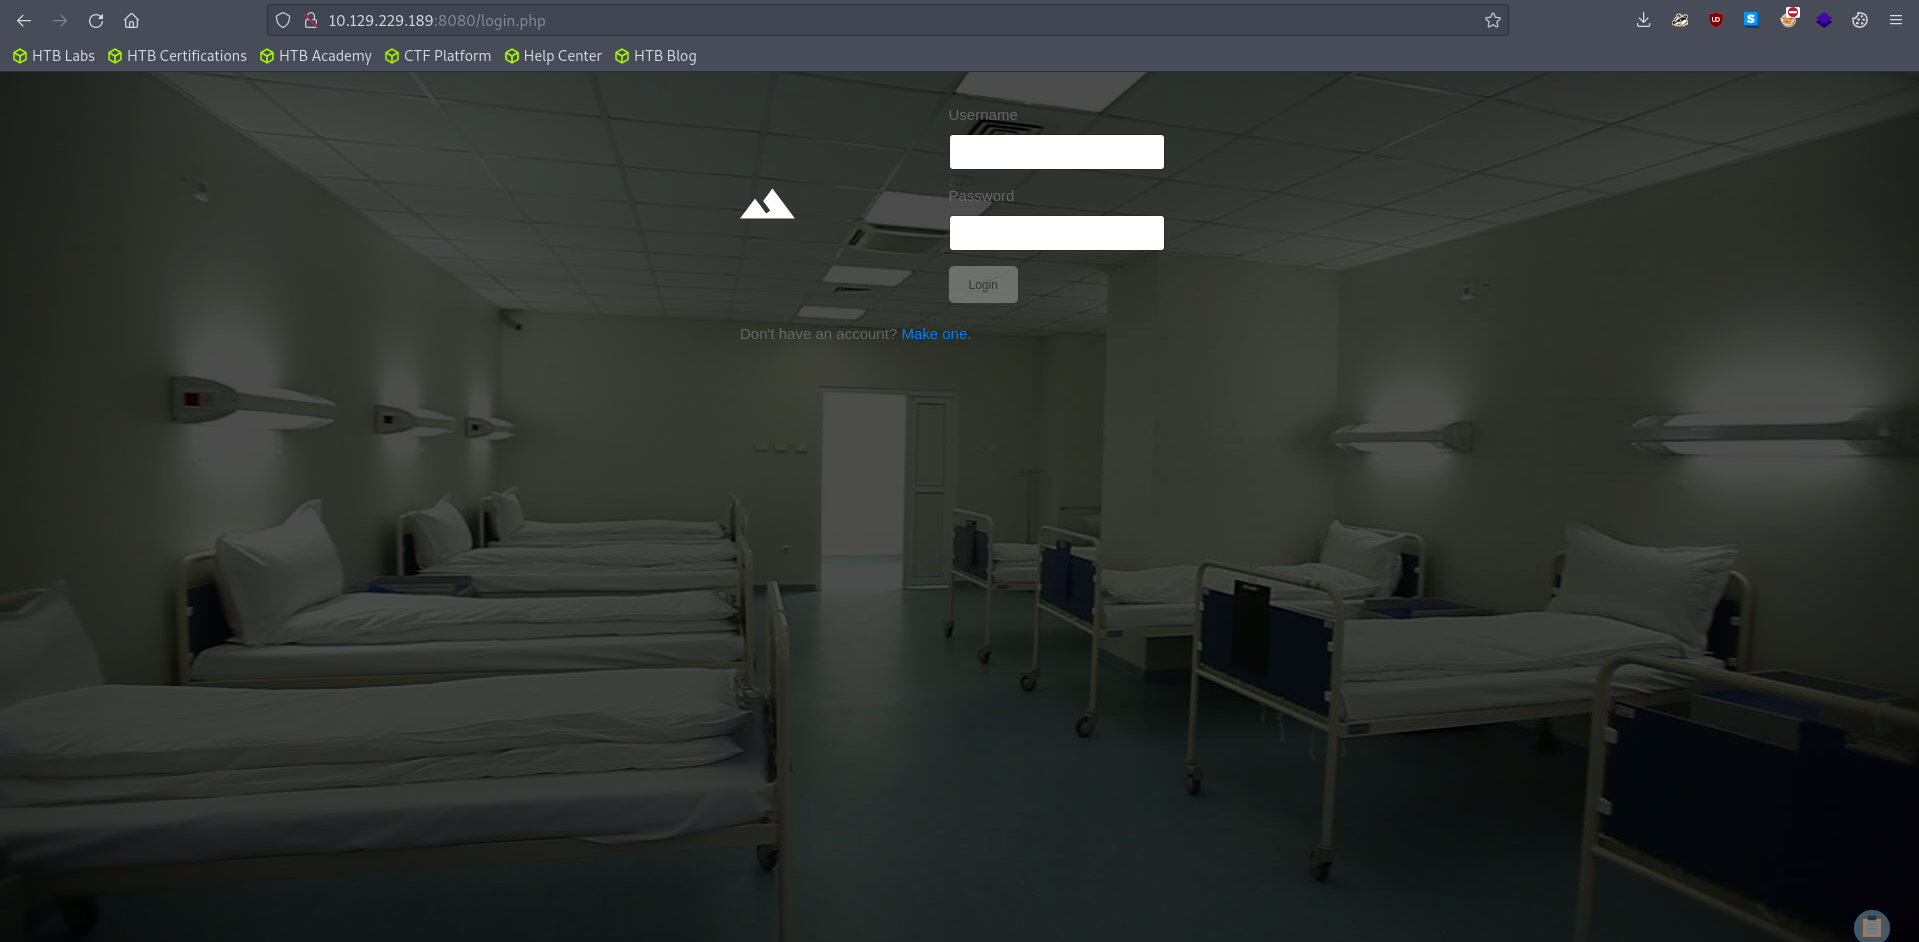 10.129.229.189:8080/login.php
HTB Labs HTB Certifications HTB Academy CTF Platform Help Center HTB Blog
Username
Password
Login
Don't have an account? Make one.